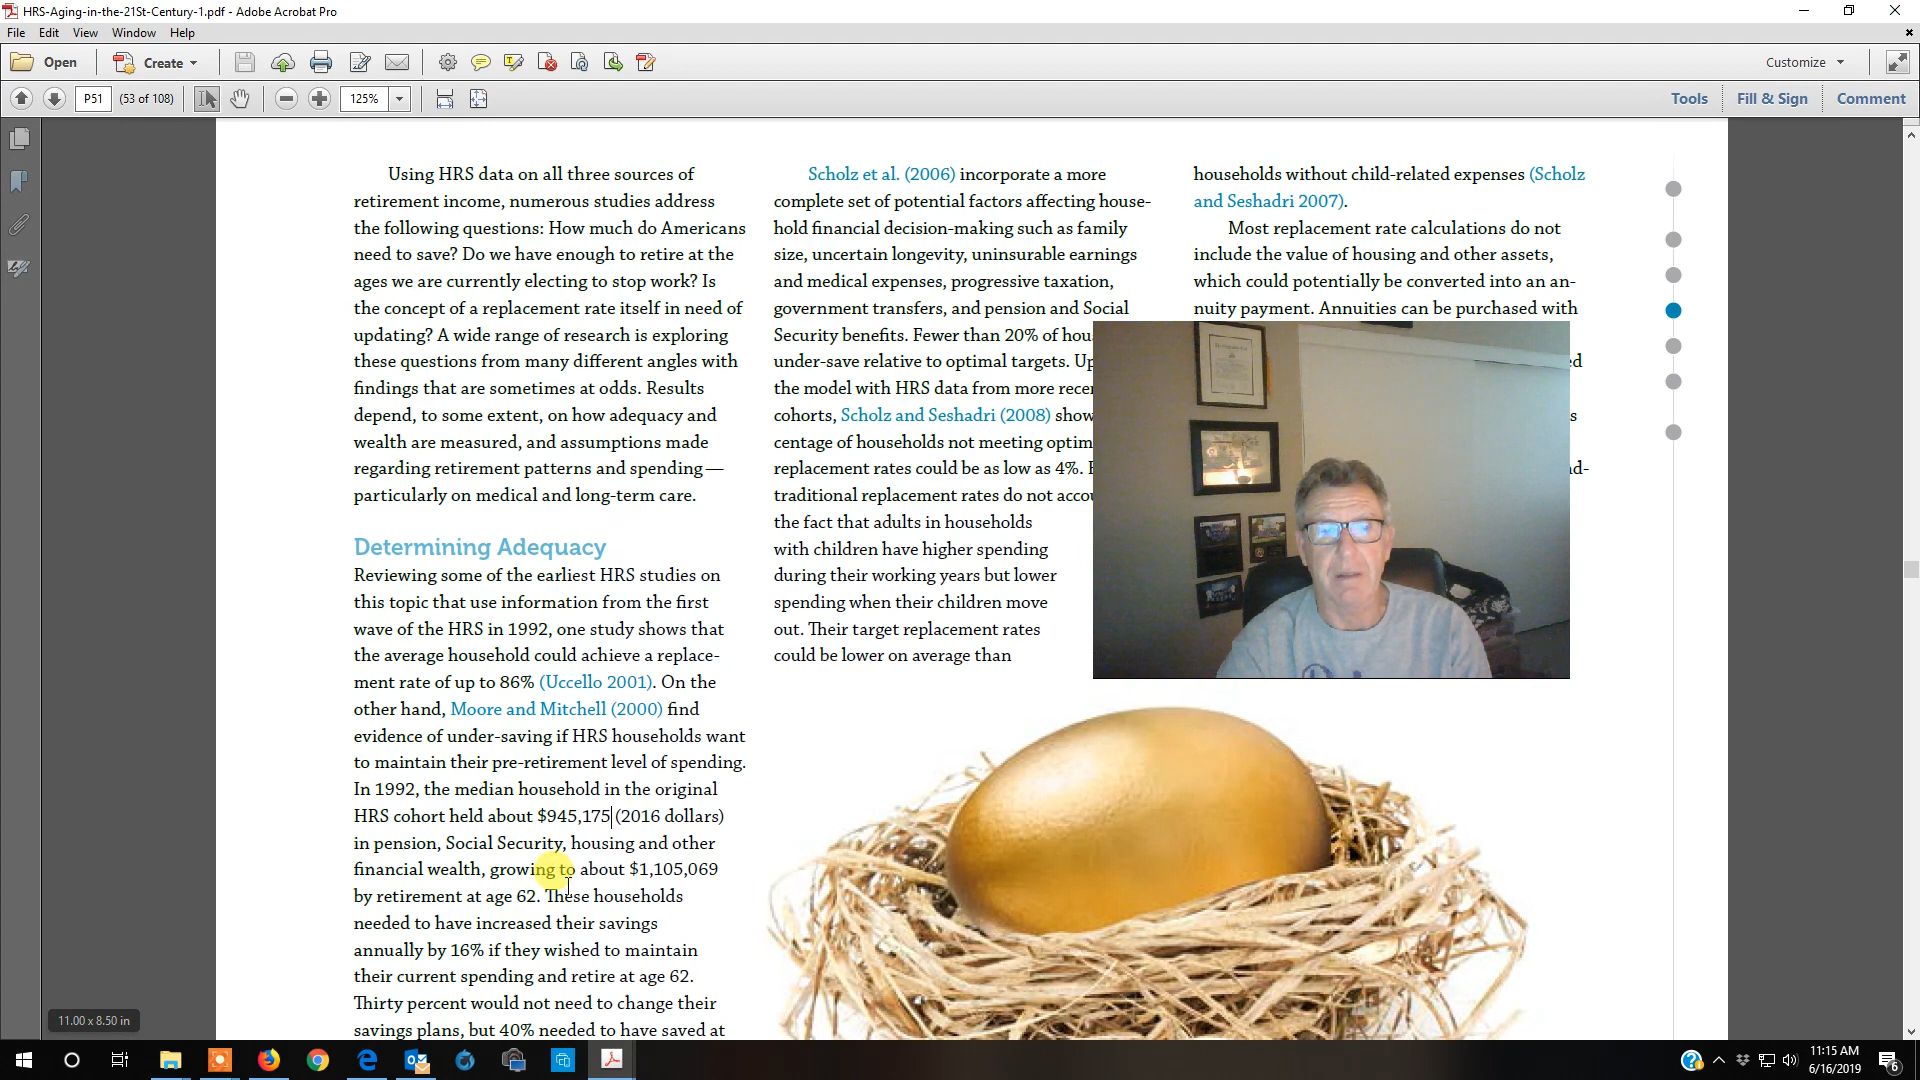 HRS-Aging-in-the-21St-Century-1.pdf - Adobe Acrobat Pro
File Edit View Window Help
Open Create Customize
P51 (53 of 108) 125% Tools Fill & Sign Comment
Using HRS data on all three sources of
retirement income, numerous studies address
the following questions: How much do Americans
need to save? Do we have enough to retire at the
ages we are currently electing to stop work? Is
the concept of a replacement rate itself in need of
updating? A wide range of research is exploring
these questions from many different angles with
findings that are sometimes at odds. Results
depend, to some extent, on how adequacy and
wealth are measured, and assumptions made
regarding retirement patterns and spending—
particularly on medical and long-term care.
Determining Adequacy
Reviewing some of the earliest HRS studies on
this topic that use information from the first
wave of the HRS in 1992, one study shows that
the average household could achieve a replace-
ment rate of up to 86% (Uccello 2001). On the
other hand, Moore and Mitchell (2000) find
evidence of under-saving if HRS households want
to maintain their pre-retirement level of spending.
In 1992, the median household in the original
HRS cohort held about $945,175 (2016 dollars)
in pension, Social Security, housing and other
financial wealth, growing to about $1,105,069
by retirement at age 62. These households
needed to have increased their savings
annually by 16% if they wished to maintain
their current spending and retire at age 62.
Thirty percent would not need to change their
savings plans, but 40% needed to have saved at
Scholz et al. (2006) incorporate a more
complete set of potential factors affecting house-
hold financial decision-making such as family
size, uncertain longevity, uninsurable earnings
and medical expenses, progressive taxation,
government transfers, and pension and Social
Security benefits. Fewer than 20% of hou
under-save relative to optimal targets. Up
the model with HRS data from more rece
cohorts, Scholz and Seshadri (2008) show
centage of households not meeting optim
replacement rates could be as low as 4%.
traditional replacement rates do not acco
the fact that adults in households
with children have higher spending
during their working years but lower
spending when their children move
out. Their target replacement rates
could be lower on average than
households without child-related expenses (Scholz
and Seshadri 2007).
Most replacement rate calculations do not
include the value of housing and other assets,
which could potentially be converted into an an-
nuity payment. Annuities can be purchased with
ed
s
nd-
11.00 x 8.50 in
11:15 AM
6/16/2019
6